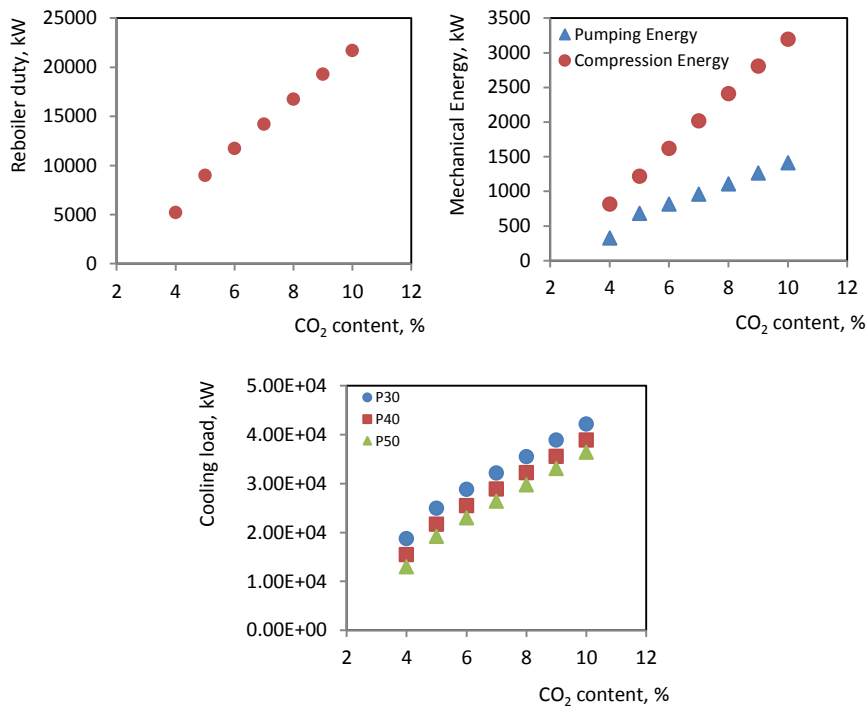 Reboiler duty, kW
25000
20000
15000
10000
5000
0
2 4 6 8 10 12
CO₂ content, %
Mechanical Energy, kW
3500
3000
2500
2000
1500
1000
500
0
Pumping Energy
Compression Energy
2 4 6 8 10 12
CO₂ content, %
Cooling load, kW
5.00E+04
4.00E+04
3.00E+04
2.00E+04
1.00E+04
0.00E+00
P30
P40
P50
2 4 6 8 10 12
CO₂ content, %